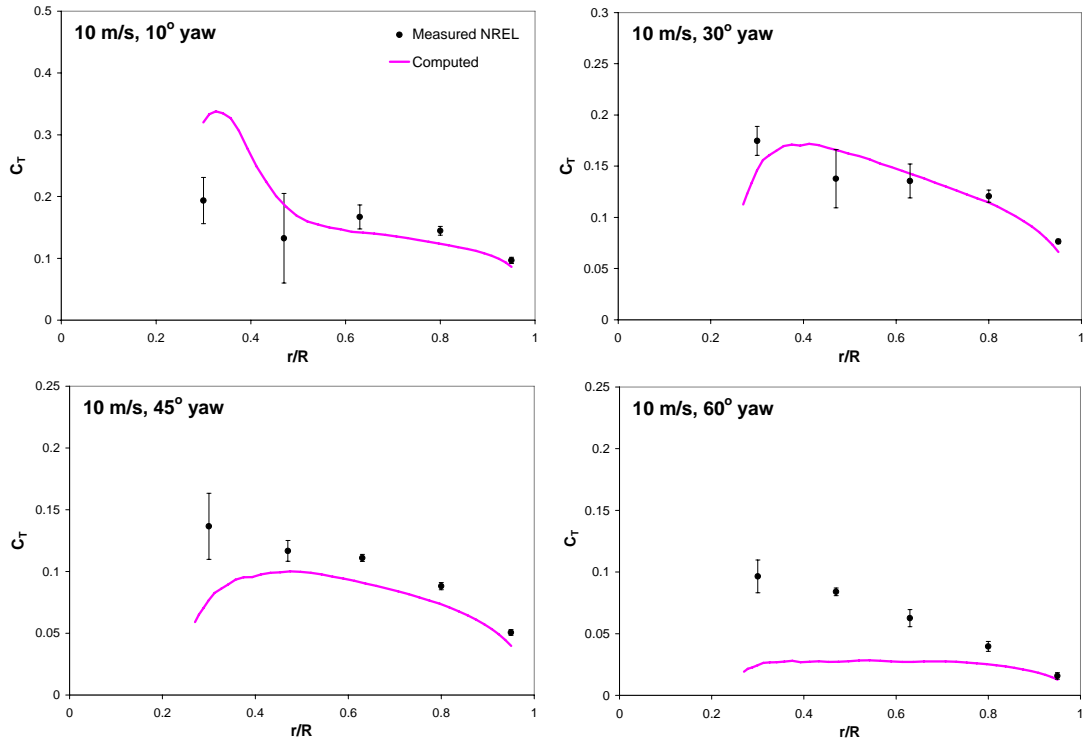 10 m/s, 10° yaw
Measured NREL
Computed
0.5
0.4
0.3
0.2
0.1
0
C_T
0 0.2 0.4 0.6 0.8 1
r/R
10 m/s, 30° yaw
0.3
0.25
0.2
0.15
0.1
0.05
0
C_T
0 0.2 0.4 0.6 0.8 1
r/R
10 m/s, 45° yaw
0.25
0.2
0.15
0.1
0.05
0
C_T
0 0.2 0.4 0.6 0.8 1
r/R
10 m/s, 60° yaw
0.25
0.2
0.15
0.1
0.05
0
C_T
0 0.2 0.4 0.6 0.8 1
r/R